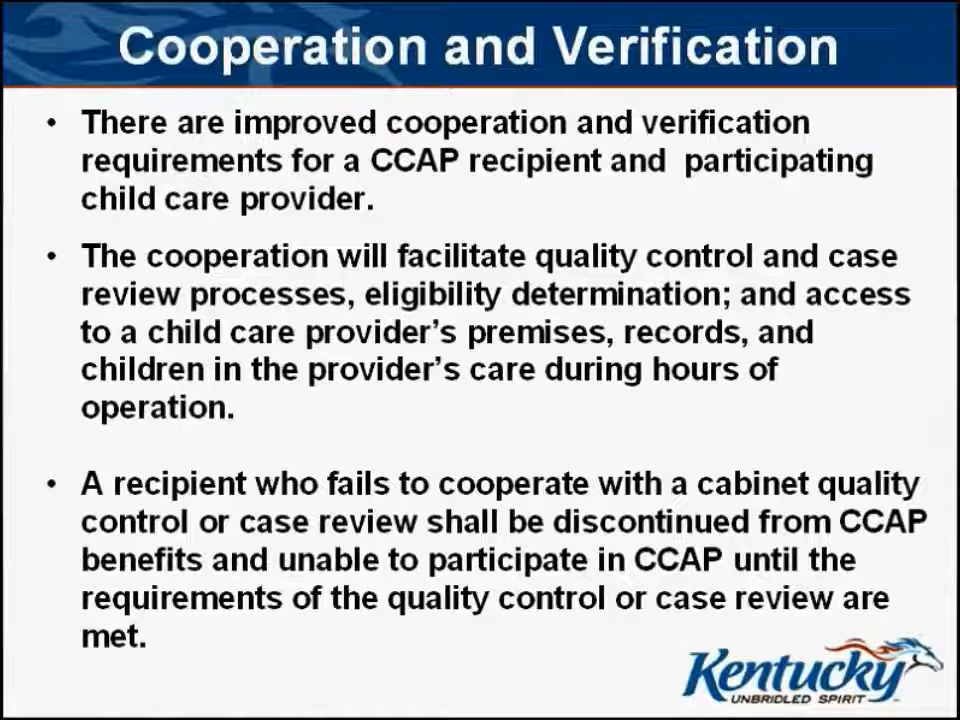 Cooperation and Verification
• There are improved cooperation and verification
requirements for a CCAP recipient and  participating
child care provider.
• The cooperation will facilitate quality control and case
review processes, eligibility determination; and access
to a child care provider’s premises, records, and
children in the provider’s care during hours of
operation.
• A recipient who fails to cooperate with a cabinet quality
control or case review shall be discontinued from CCAP
benefits and unable to participate in CCAP until the
requirements of the quality control or case review are
met.
Kentucky
UNBRIDLED SPIRIT